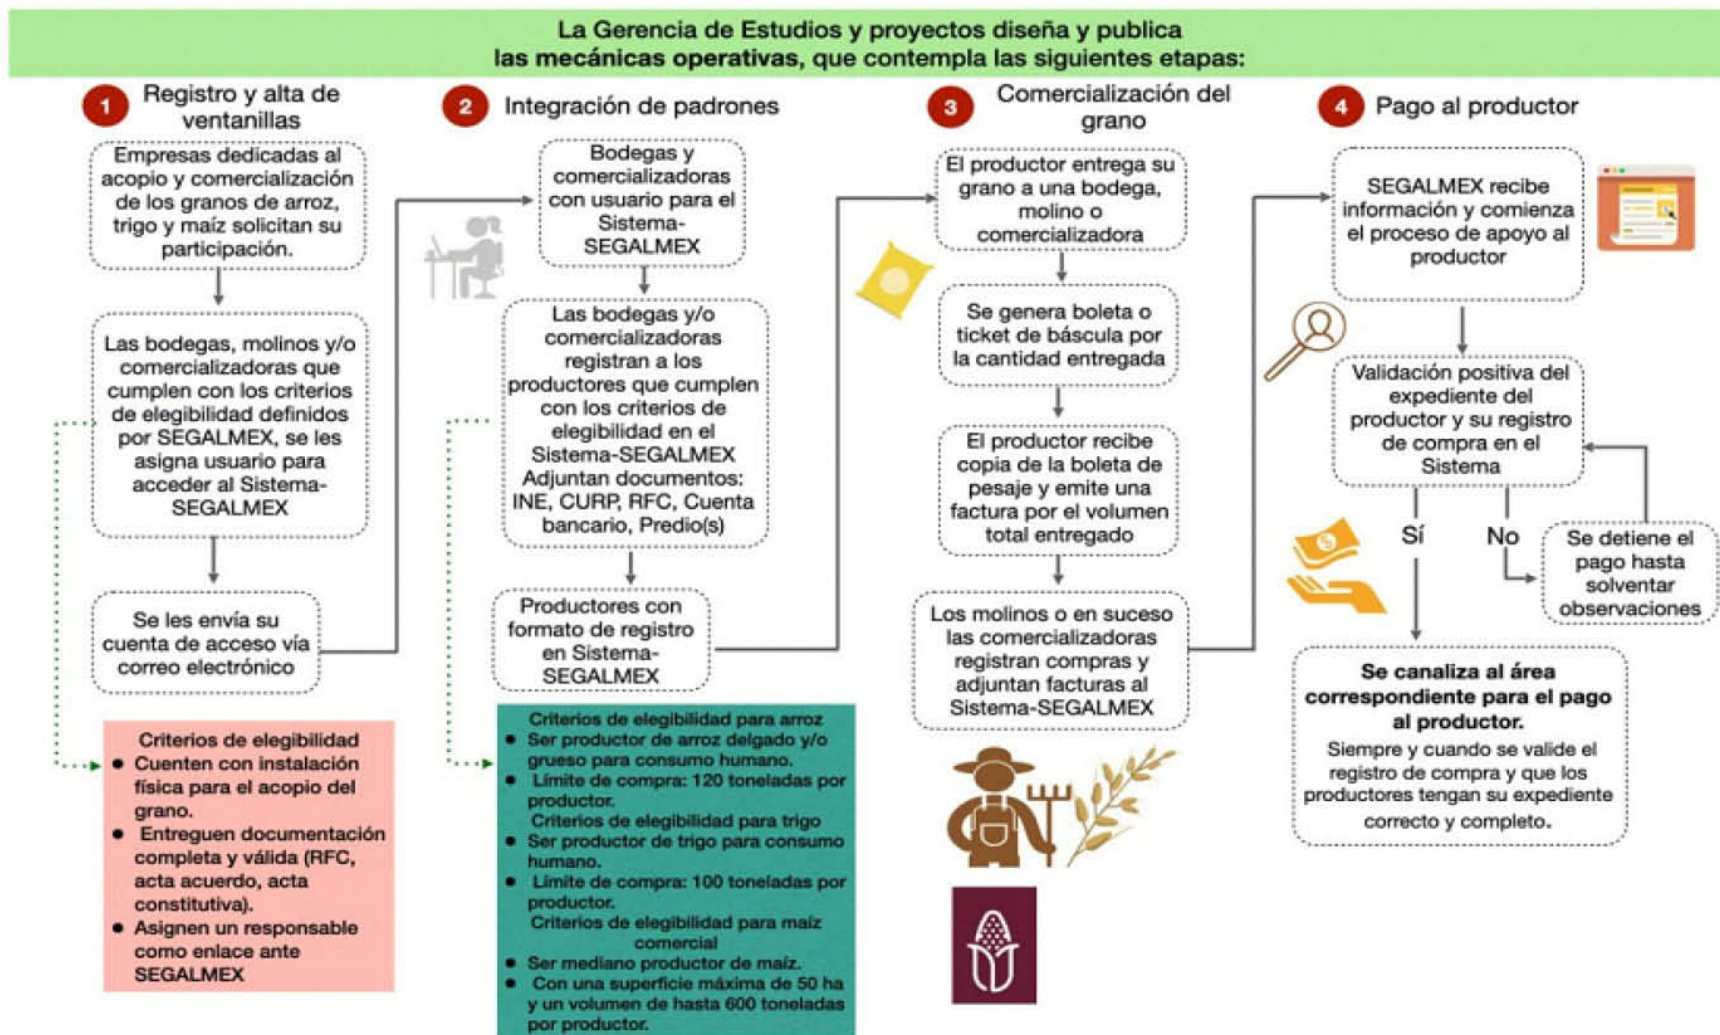 La Gerencia de Estudios y proyectos diseña y publica
las mecánicas operativas, que contempla las siguientes etapas:
1
Registro y alta de
ventanillas
Empresas dedicadas al
acopio y comercialización
de los granos de arroz,
trigo y maíz solicitan su
participación.
Las bodegas, molinos y/o
comercializadoras que
cumplen con los criterios
de elegibilidad definidos
por SEGALMEX, se les
asigna usuario para
acceder al Sistema-
SEGALMEX
Se les envía su
cuenta de acceso vía
correo electrónico
Criterios de elegibilidad
● Cuenten con instalación
física para el acopio del
grano.
● Entreguen documentación
completa y válida (RFC,
acta acuerdo, acta
constitutiva).
● Asignen un responsable
como enlace ante
SEGALMEX
2
Integración de padrones
Bodegas y
comercializadoras
con usuario para el
Sistema-
SEGALMEX
Las bodegas y/o
comercializadoras
registran a los
productores que cumplen
con los criterios de
elegibilidad en el
Sistema-SEGALMEX
Adjuntan documentos:
INE, CURP, RFC, Cuenta
bancario, Predio(s)
Productores con
formato de registro
en Sistema-
SEGALMEX
Criterios de elegibilidad para arroz
● Ser productor de arroz delgado y/o
grueso para consumo humano.
● Límite de compra: 120 toneladas por
productor.
Criterios de elegibilidad para trigo
● Ser productor de trigo para consumo
humano.
● Límite de compra: 100 toneladas por
productor.
Criterios de elegibilidad para maíz
comercial
● Ser mediano productor de maíz.
● Con una superficie máxima de 50 ha
y un volumen de hasta 600 toneladas
por productor.
3
Comercialización del
grano
El productor entrega su
grano a una bodega,
molino o
comercializadora
Se genera boleta o
ticket de báscula por
la cantidad entregada
El productor recibe
copia de la boleta de
pesaje y emite una
factura por el volumen
total entregado
Los molinos o en suceso
las comercializadoras
registran compras y
adjuntan facturas al
Sistema-SEGALMEX
4
Pago al productor
SEGALMEX recibe
información y comienza
el proceso de apoyo al
productor
Validación positiva del
expediente del
productor y su registro
de compra en el
Sistema
Sí
No
Se detiene el
pago hasta
solventar
observaciones
Se canaliza al área
correspondiente para el pago
al productor.
Siempre y cuando se valide el
registro de compra y que los
productores tengan su expediente
correcto y completo.